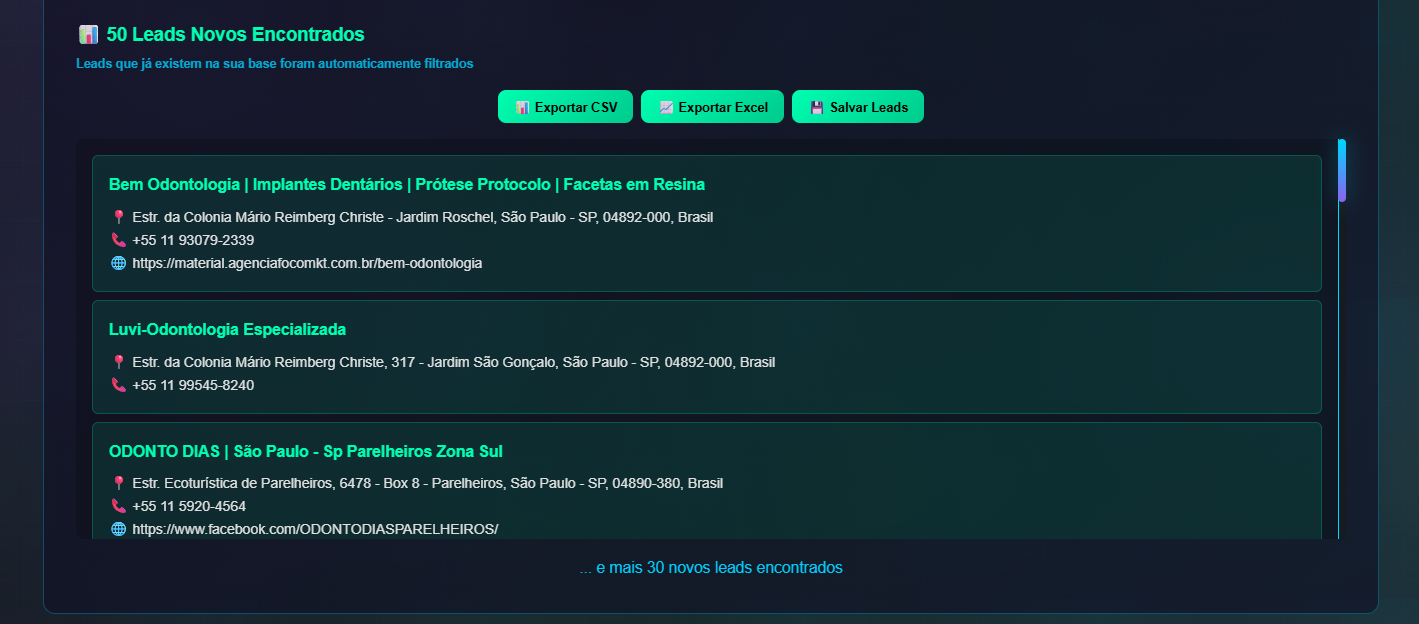 50 Leads Novos Encontrados
Leads que já existem na sua base foram automaticamente filtrados
Exportar CSV Exportar Excel Salvar Leads
Bem Odontologia | Implantes Dentários | Prótese Protocolo | Facetas em Resina
Estr. da Colonia Mário Reimberg Christe - Jardim Roschel, São Paulo - SP, 04892-000, Brasil
+55 11 93079-2339
https://material.agenciafocomkt.com.br/bem-odontologia
Luvi-Odontologia Especializada
Estr. da Colonia Mário Reimberg Christe, 317 - Jardim São Gonçalo, São Paulo - SP, 04892-000, Brasil
+55 11 99545-8240
ODONTO DIAS | São Paulo - Sp Parelheiros Zona Sul
Estr. Ecoturística de Parelheiros, 6478 - Box 8 - Parelheiros, São Paulo - SP, 04890-380, Brasil
+55 11 5920-4564
https://www.facebook.com/ODONTODIASPARELHEIROS/
... e mais 30 novos leads encontrados